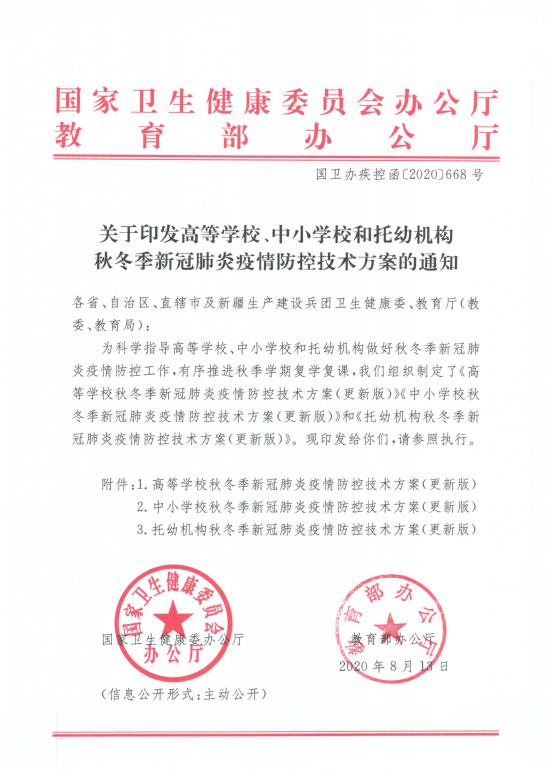 国家卫生健康委员会办公厅
教育部办公厅
国卫办疾控函〔2020〕668号
关于印发高等学校、中小学校和托幼机构
秋冬季新冠肺炎疫情防控技术方案的通知
各省、自治区、直辖市及新疆生产建设兵团卫生健康委、教育厅(教
委、教育局)：
为科学指导高等学校、中小学校和托幼机构做好秋冬季新冠肺
炎疫情防控工作,有序推进秋季学期复学复课,我们组织制定了《高
等学校秋冬季新冠肺炎疫情防控技术方案(更新版)》《中小学校秋
冬季新冠肺炎疫情防控技术方案(更新版)》和《托幼机构秋冬季新
冠肺炎疫情防控技术方案(更新版)》。现印发给你们,请参照执行。
附件:1.高等学校秋冬季新冠肺炎疫情防控技术方案(更新版)
2.中小学校秋冬季新冠肺炎疫情防控技术方案(更新版)
3.托幼机构秋冬季新冠肺炎疫情防控技术方案(更新版)
国家卫生健康委员会
办公厅
国家卫生健康委办公厅
教育部办公厅
教育部办公厅
2020年8月13日
(信息公开形式:主动公开)